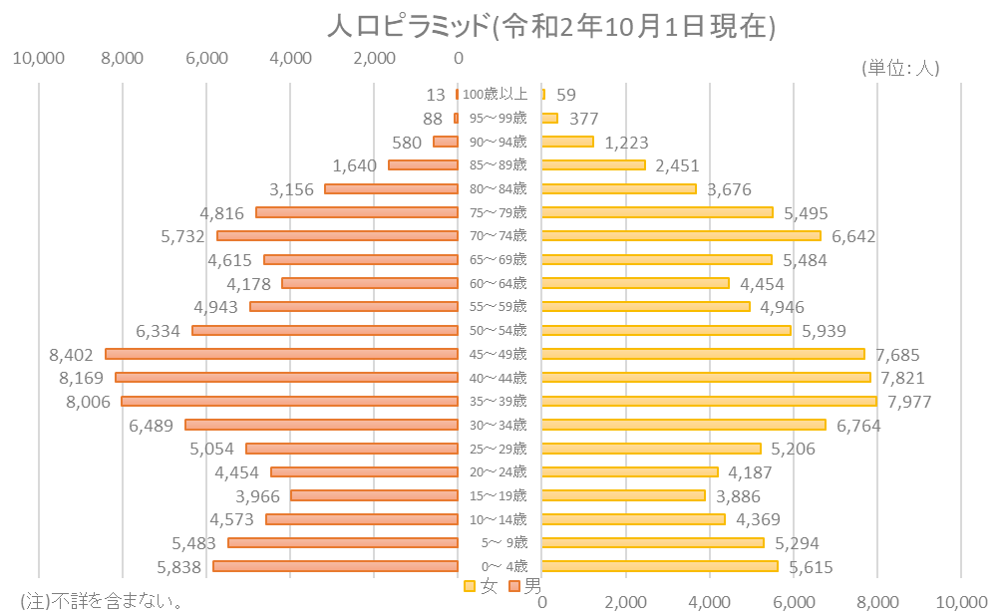 人口ピラミッド(令和2年10月1日現在)
10,000 8,000 6,000 4,000 2,000 0
(単位：人)
13 100歳以上 59
88 95～99歳 377
580 90～94歳 1,223
1,640 85～89歳 2,451
3,156 80～84歳 3,676
4,816 75～79歳 5,495
5,732 70～74歳 6,642
4,615 65～69歳 5,484
4,178 60～64歳 4,454
4,943 55～59歳 4,946
6,334 50～54歳 5,939
8,402 45～49歳 7,685
8,169 40～44歳 7,821
8,006 35～39歳 7,977
6,489 30～34歳 6,764
5,054 25～29歳 5,206
4,454 20～24歳 4,187
3,966 15～19歳 3,886
4,573 10～14歳 4,369
5,483 5～ 9歳 5,294
5,838 0～ 4歳 5,615
女 男
(注)不詳を含まない。
0 2,000 4,000 6,000 8,000 10,000